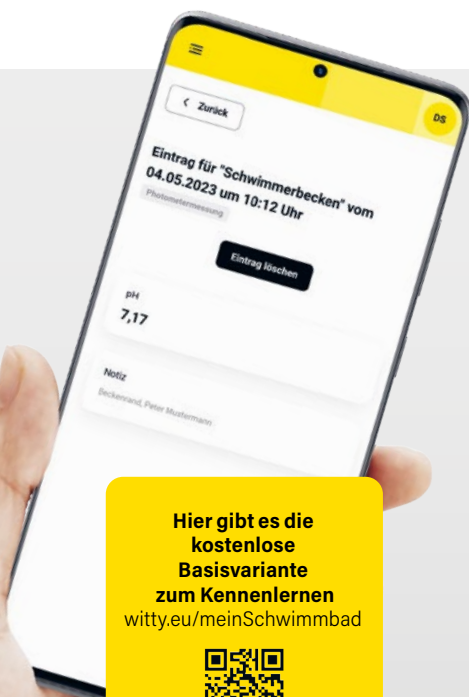 DS
Zurück
Eintrag für "Schwimmerbecken" vom
04.05.2023 um 10:12 Uhr
Photometermessung
Eintrag löschen
pH
7,17
Notiz
Beckenrand, Peter Mustermann
Hier gibt es die
kostenlose
Basisvariante
zum Kennenlernen
witty.eu/meinSchwimmbad